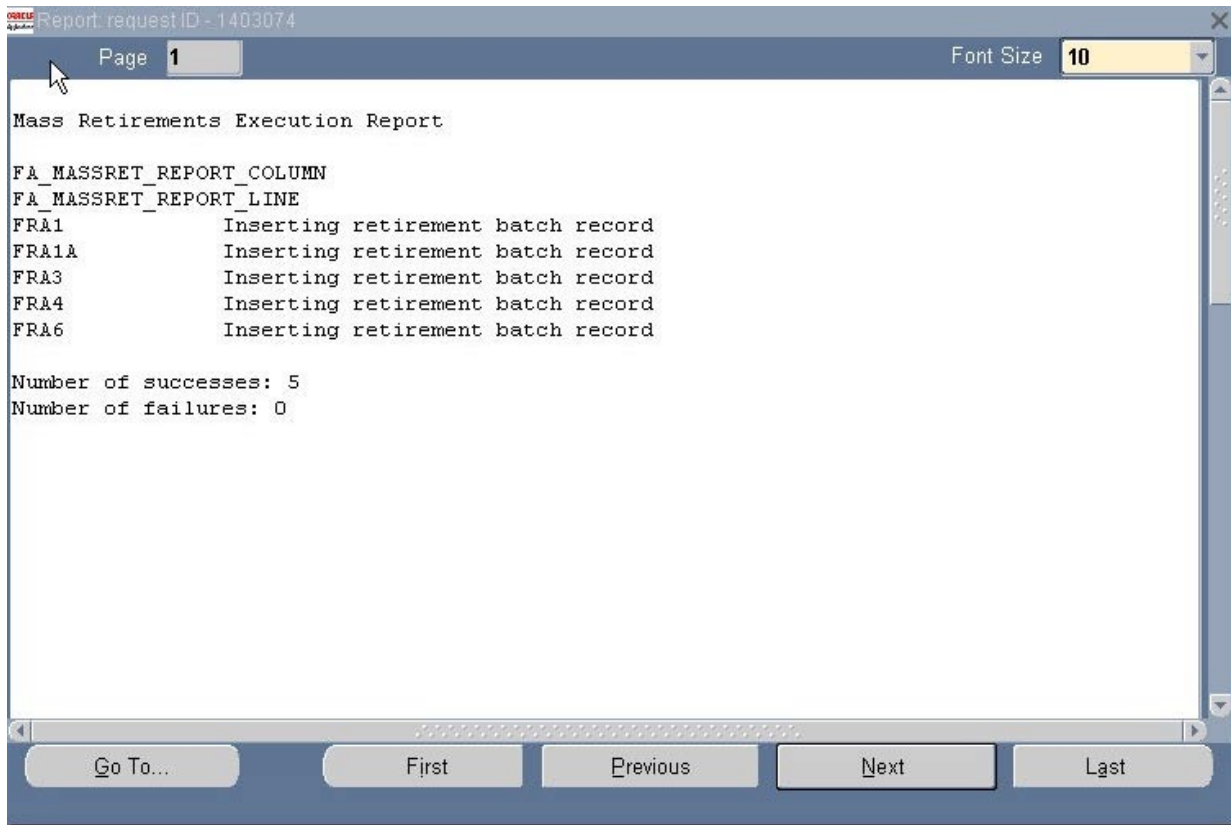 ORACLE
Report: request ID - 1403074
Page 1
Font Size 10
Mass Retirements Execution Report
FA_MASSRET_REPORT_COLUMN
FA_MASSRET_REPORT_LINE
FRA1 Inserting retirement batch record
FRA1A Inserting retirement batch record
FRA3 Inserting retirement batch record
FRA4 Inserting retirement batch record
FRA6 Inserting retirement batch record
Number of successes: 5
Number of failures: 0
Go To...
First
Previous
Next
Last